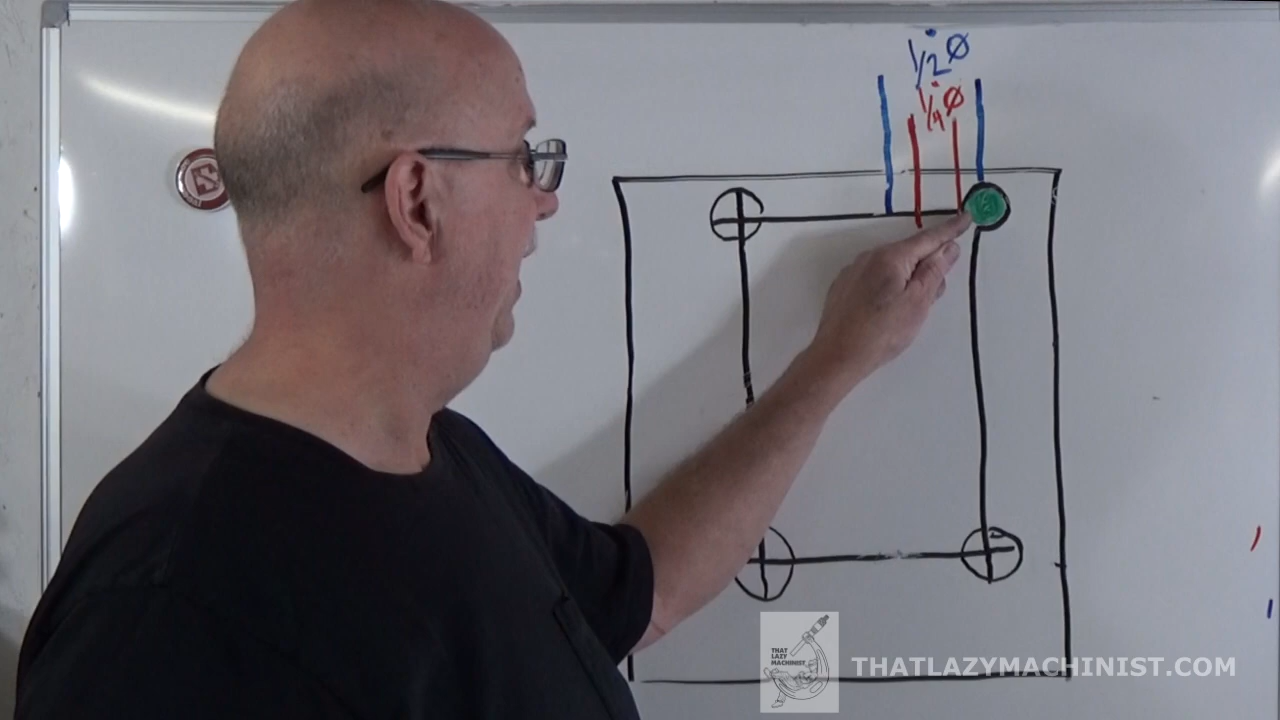 1/2 Ø
1/4 Ø
THAT
LAZY
MACHINIST
THATLAZYMACHINIST.COM